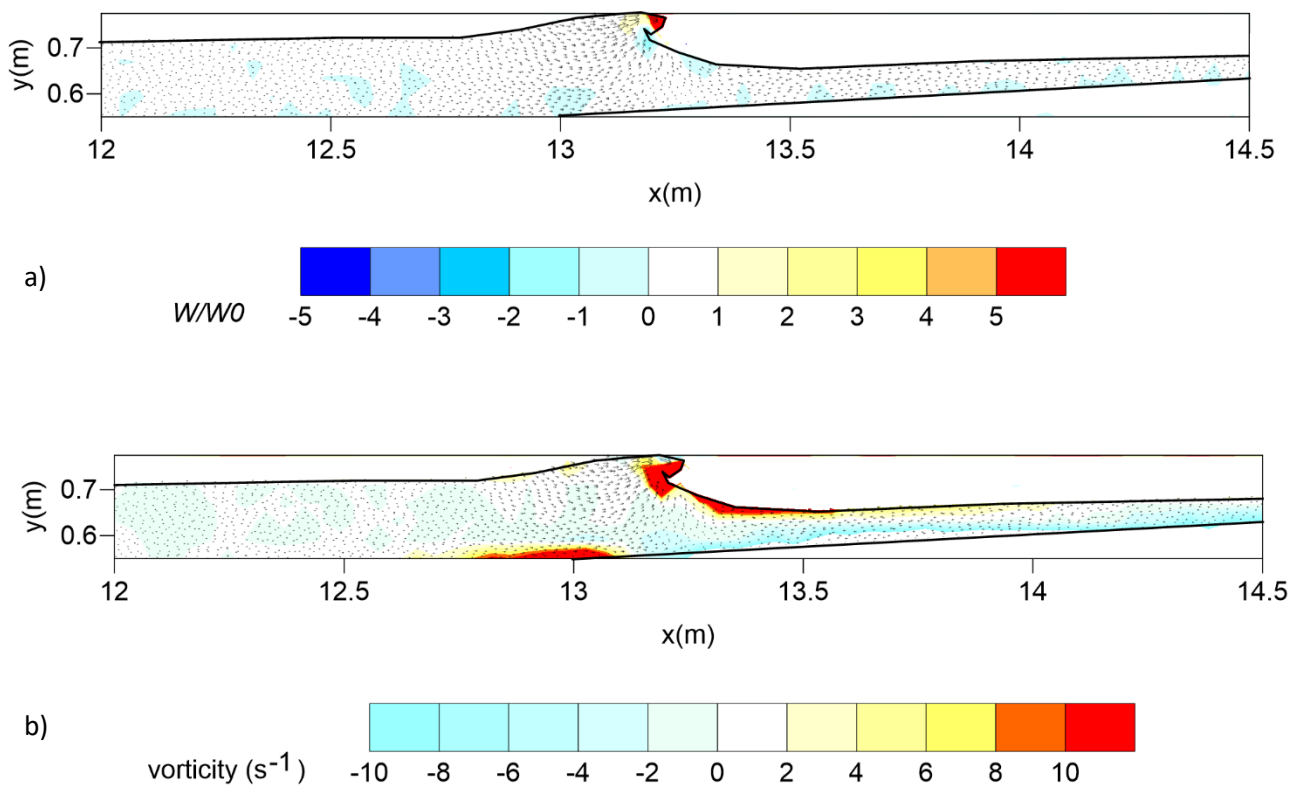 y(m)
0.7
0.6
12 12.5 13 13.5 14 14.5
x(m)
a)
W/W0 -5 -4 -3 -2 -1 0 1 2 3 4 5
y(m)
0.7
0.6
12 12.5 13 13.5 14 14.5
x(m)
b)
vorticity (s-1) -10 -8 -6 -4 -2 0 2 4 6 8 10